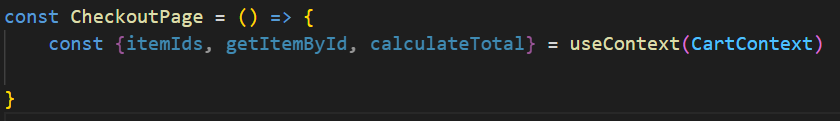 const CheckoutPage = () => {
    const {itemIds, getItemById, calculateTotal} = useContext(CartContext)
}